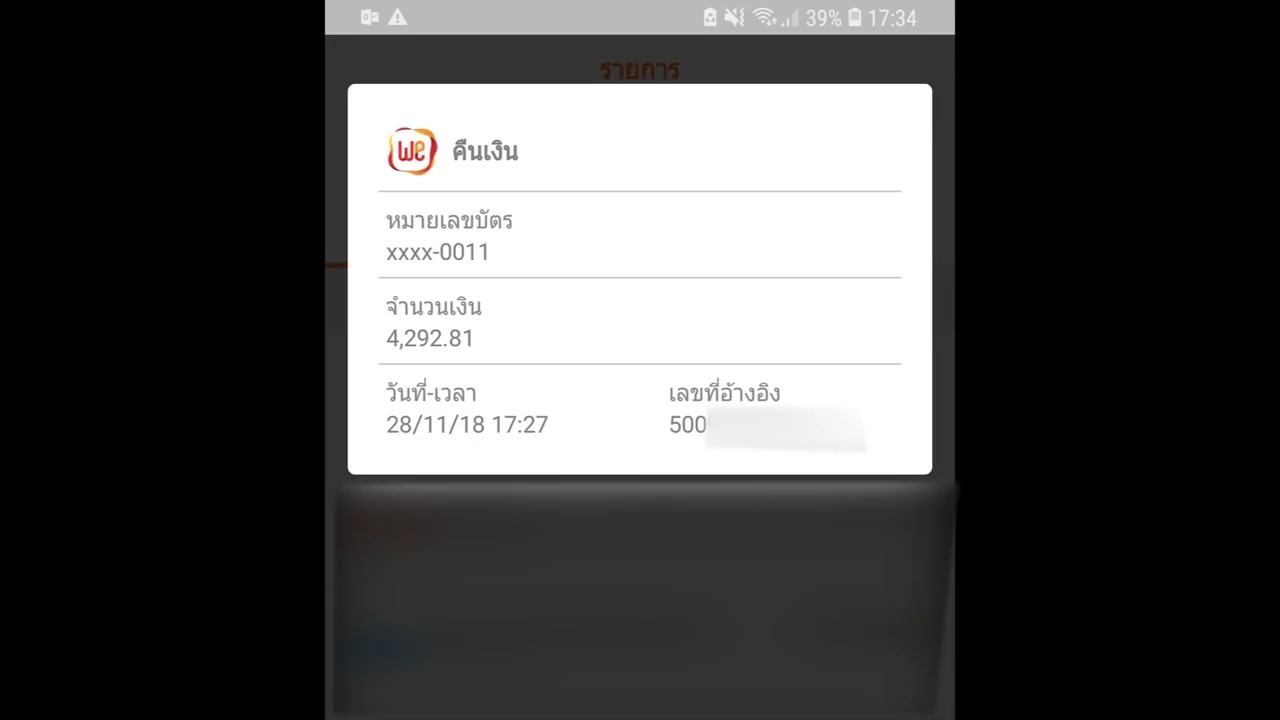 39% 17:34
รายการ
we คืนเงิน
หมายเลขบัตร
xxxx-0011
จำนวนเงิน
4,292.81
วันที่-เวลา เลขที่อ้างอิง
28/11/18 17:27 500